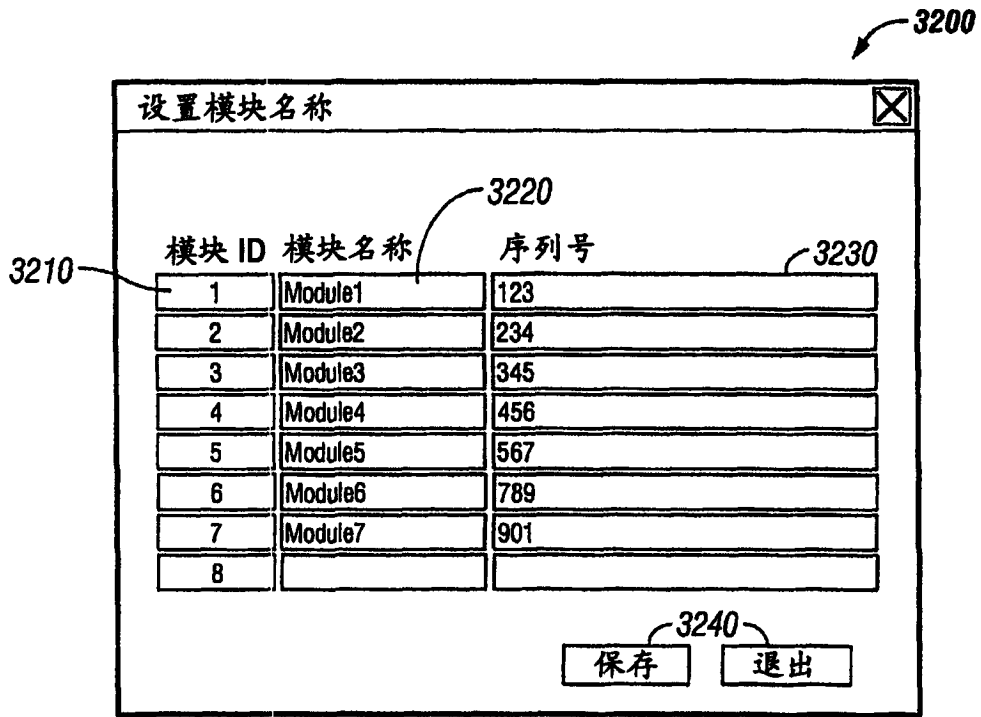 3200
设置模块名称
3220
模块 ID 模块名称 序列号
3230
3210
1 Module1 123
2 Module2 234
3 Module3 345
4 Module4 456
5 Module5 567
6 Module6 789
7 Module7 901
8
3240
保存 退出